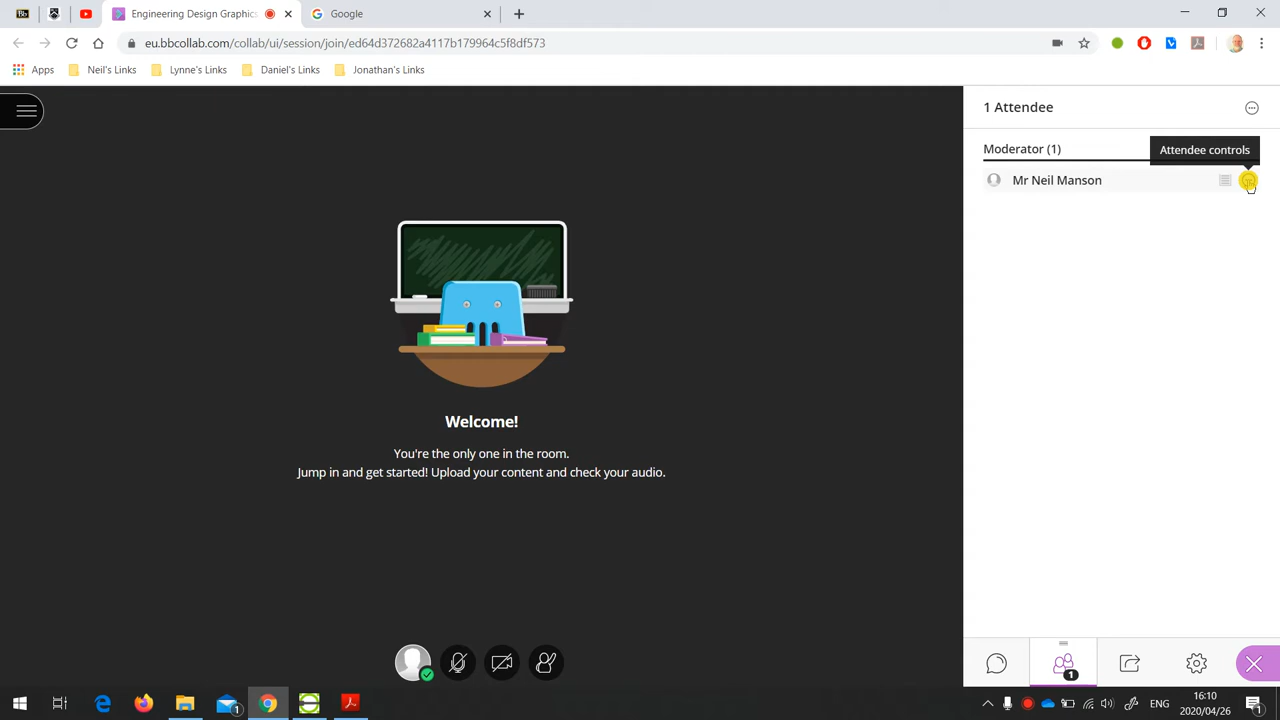 Bb
Engineering Design Graphics
Google
eu.bbcollab.com/collab/ui/session/join/ed64d372682a4117b179964c5f8df573
Apps
Neil's Links
Lynne's Links
Daniel's Links
Jonathan's Links
1 Attendee
Moderator (1)
Attendee controls
Mr Neil Manson
Welcome!
You're the only one in the room.
Jump in and get started! Upload your content and check your audio.
1
1
ENG
16:10
2020/04/26
1